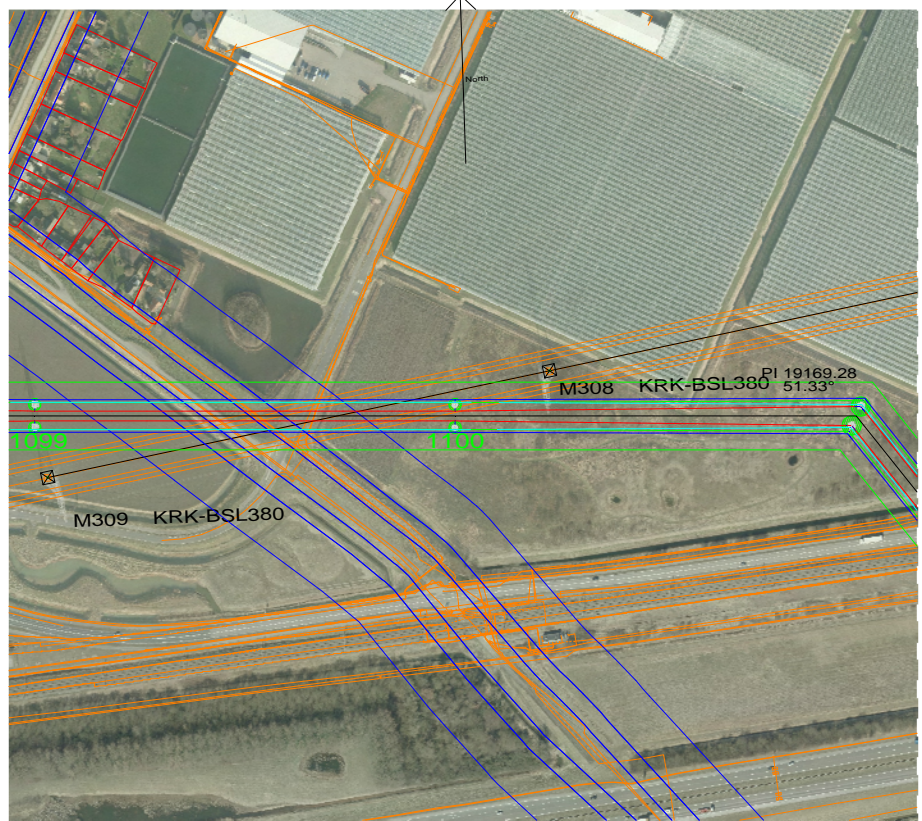 North
PI 19169.28
51.33°
M308 KRK-BSL380
1099
1100
M309 KRK-BSL380